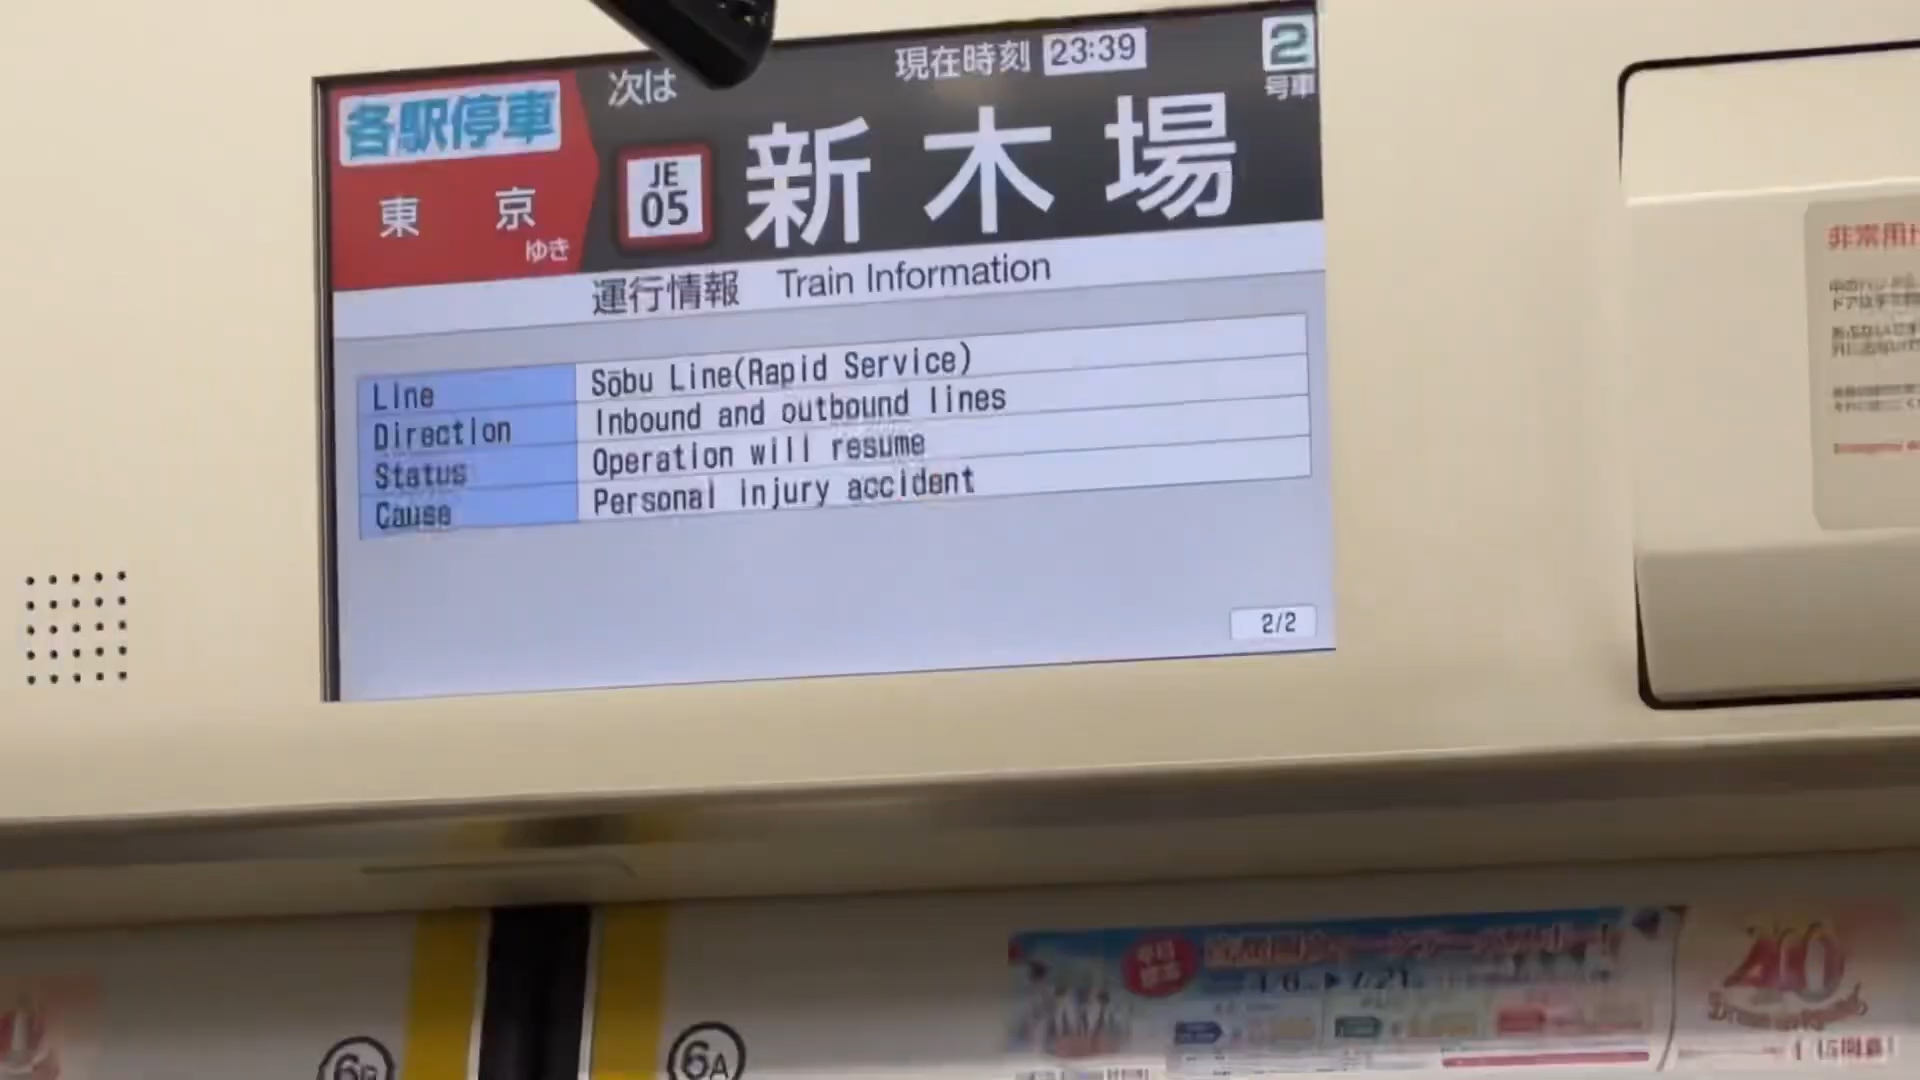 各駅停車
東京
ゆき
次は
現在時刻 23:39
2
号車
JE
05
新木場
運行情報 Train Information
Line Sōbu Line(Rapid Service)
Direction Inbound and outbound lines
Status Operation will resume
Cause Personal injury accident
2/2
非常用
6B
6A
40